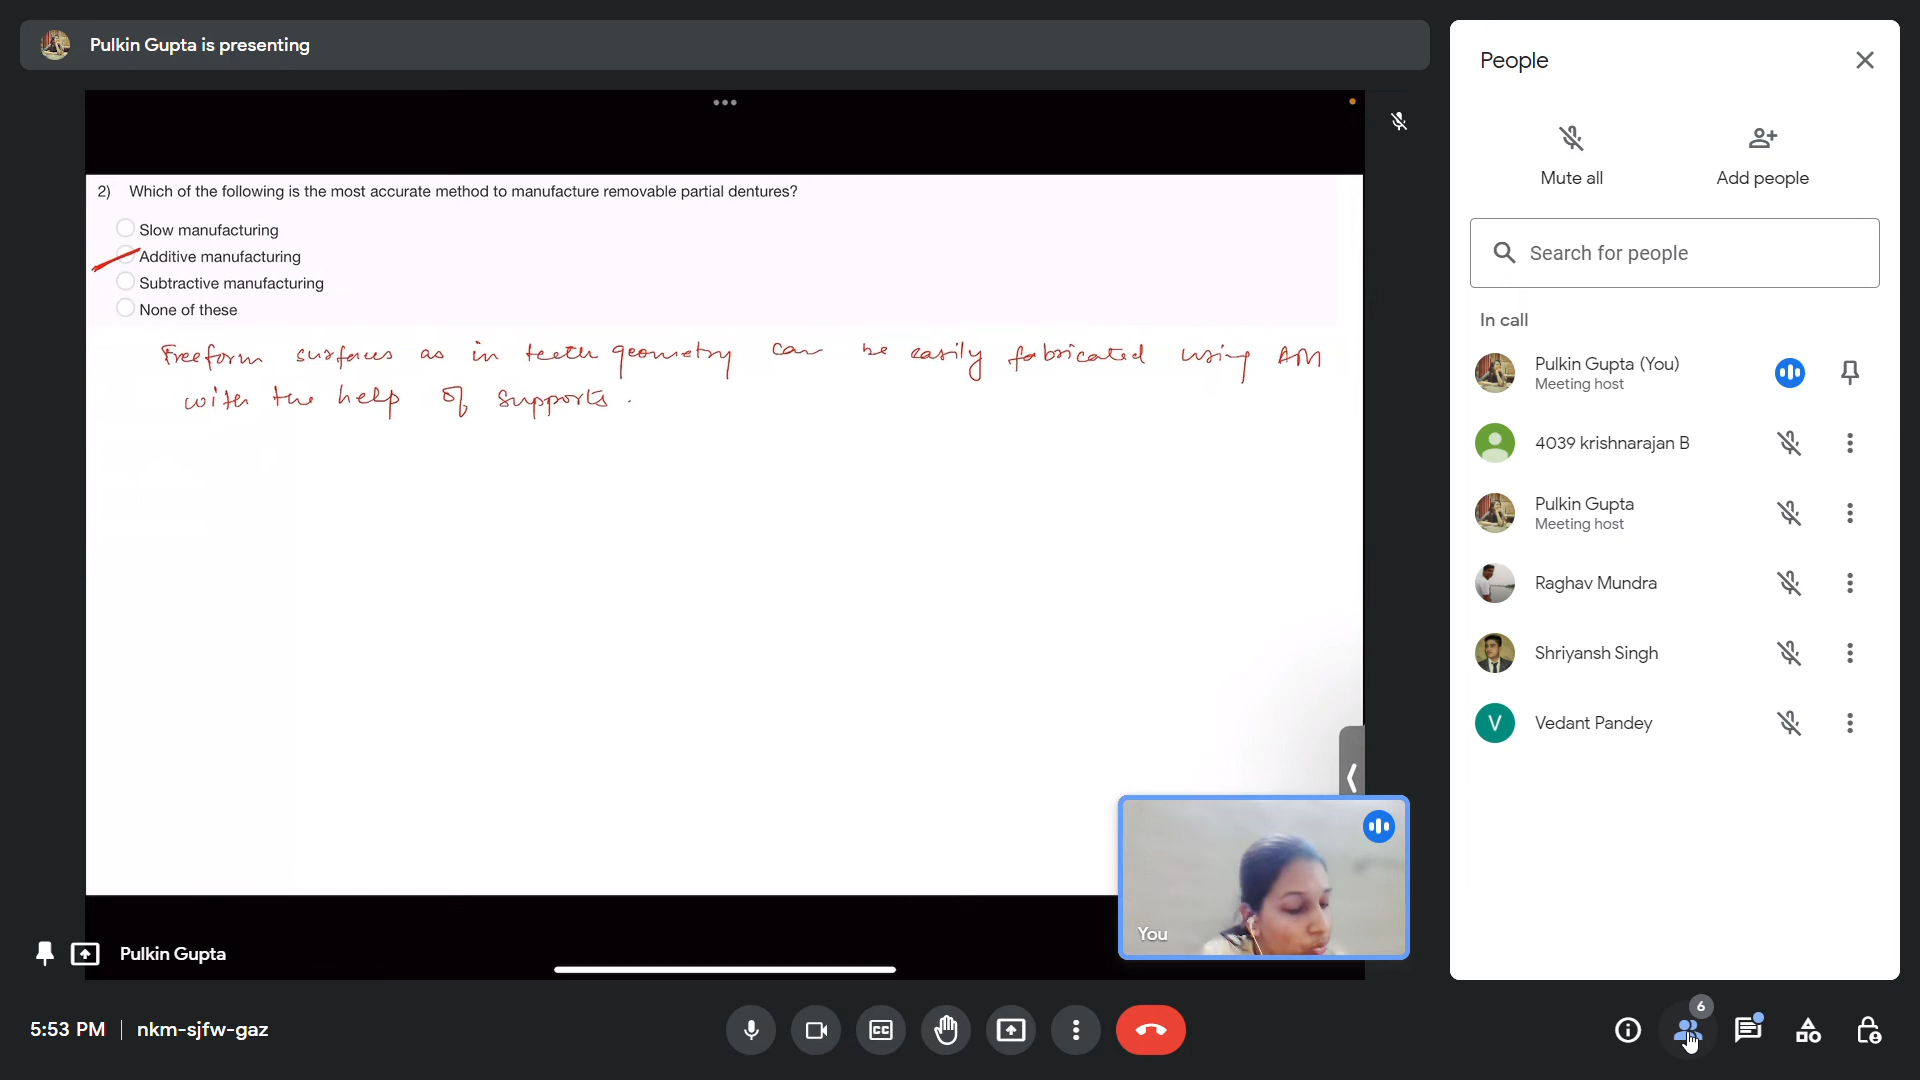 Pulkin Gupta is presenting
2) Which of the following is the most accurate method to manufacture removable partial dentures?
Slow manufacturing
Additive manufacturing
Subtractive manufacturing
None of these
Freeform surfaces as in teeth geometry can be easily fabricated using AM
with the help of supports.
You
Pulkin Gupta
5:53 PM | nkm-sjfw-gaz
CC
People
Mute all
Add people
Search for people
In call
Pulkin Gupta (You)
Meeting host
4039 krishnarajan B
Pulkin Gupta
Meeting host
Raghav Mundra
Shriyansh Singh
V Vedant Pandey
6